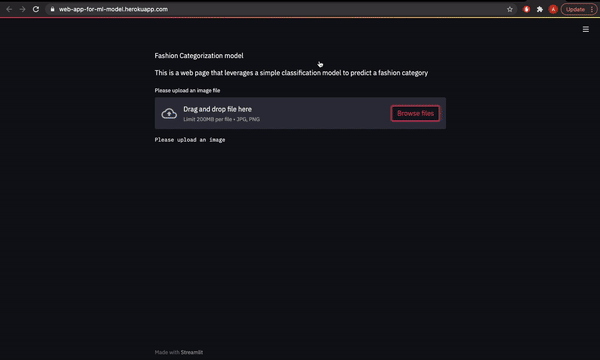 web-app-for-ml-model.herokuapp.com
A
Update
Fashion Categorization model
This is a web page that leverages a simple classification model to predict a fashion category
Please upload an image file
Drag and drop file here
Limit 200MB per file • JPG, PNG
Browse files
Please upload an image
Made with Streamlit